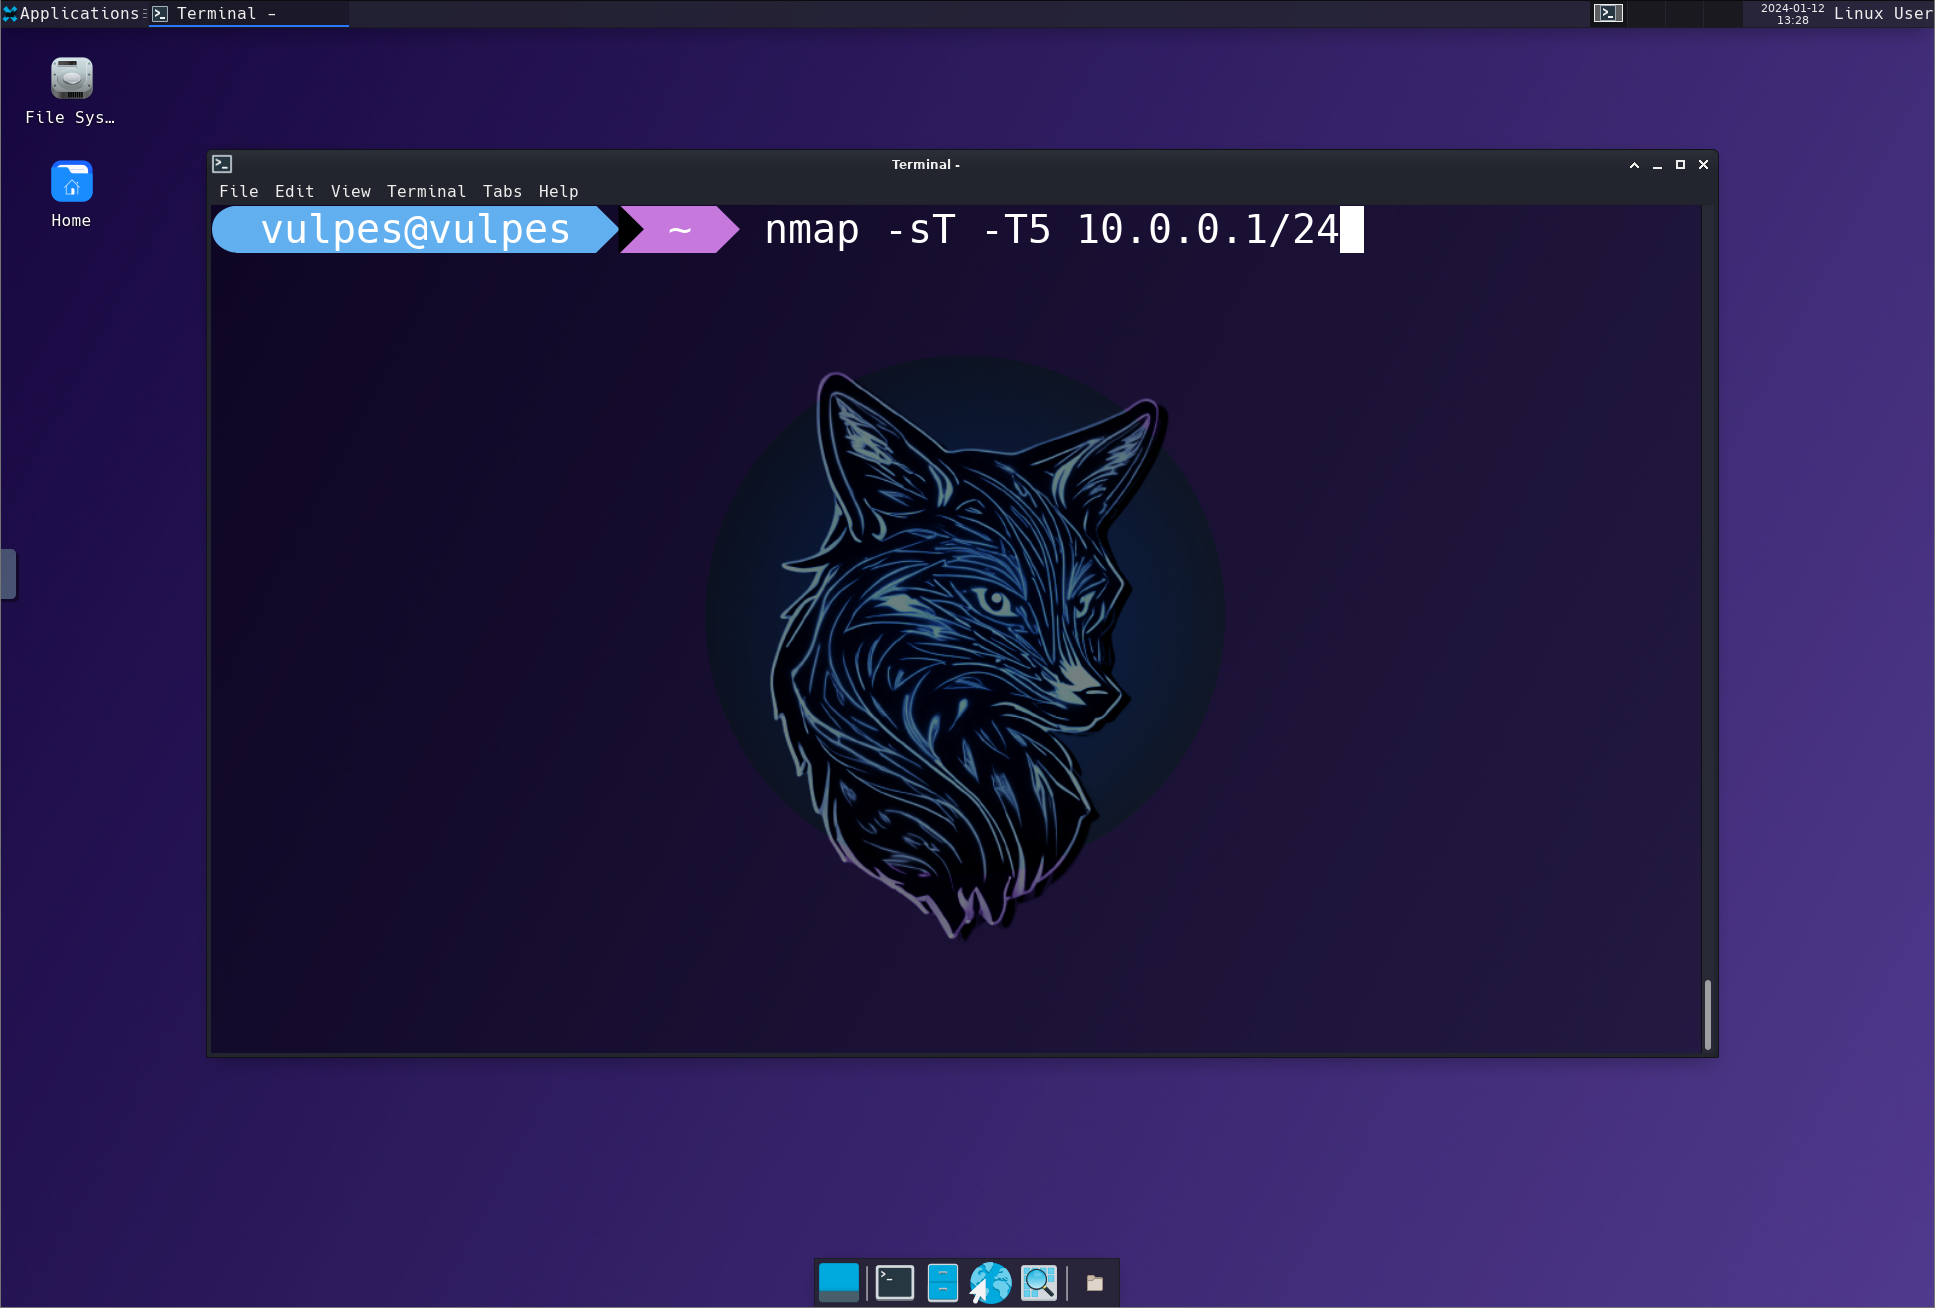 Applications
Terminal -
2024-01-12
13:28
Linux User
File Sys…
Home
Terminal -
File Edit View Terminal Tabs Help
vulpes@vulpes ~ nmap -sT -T5 10.0.0.1/24